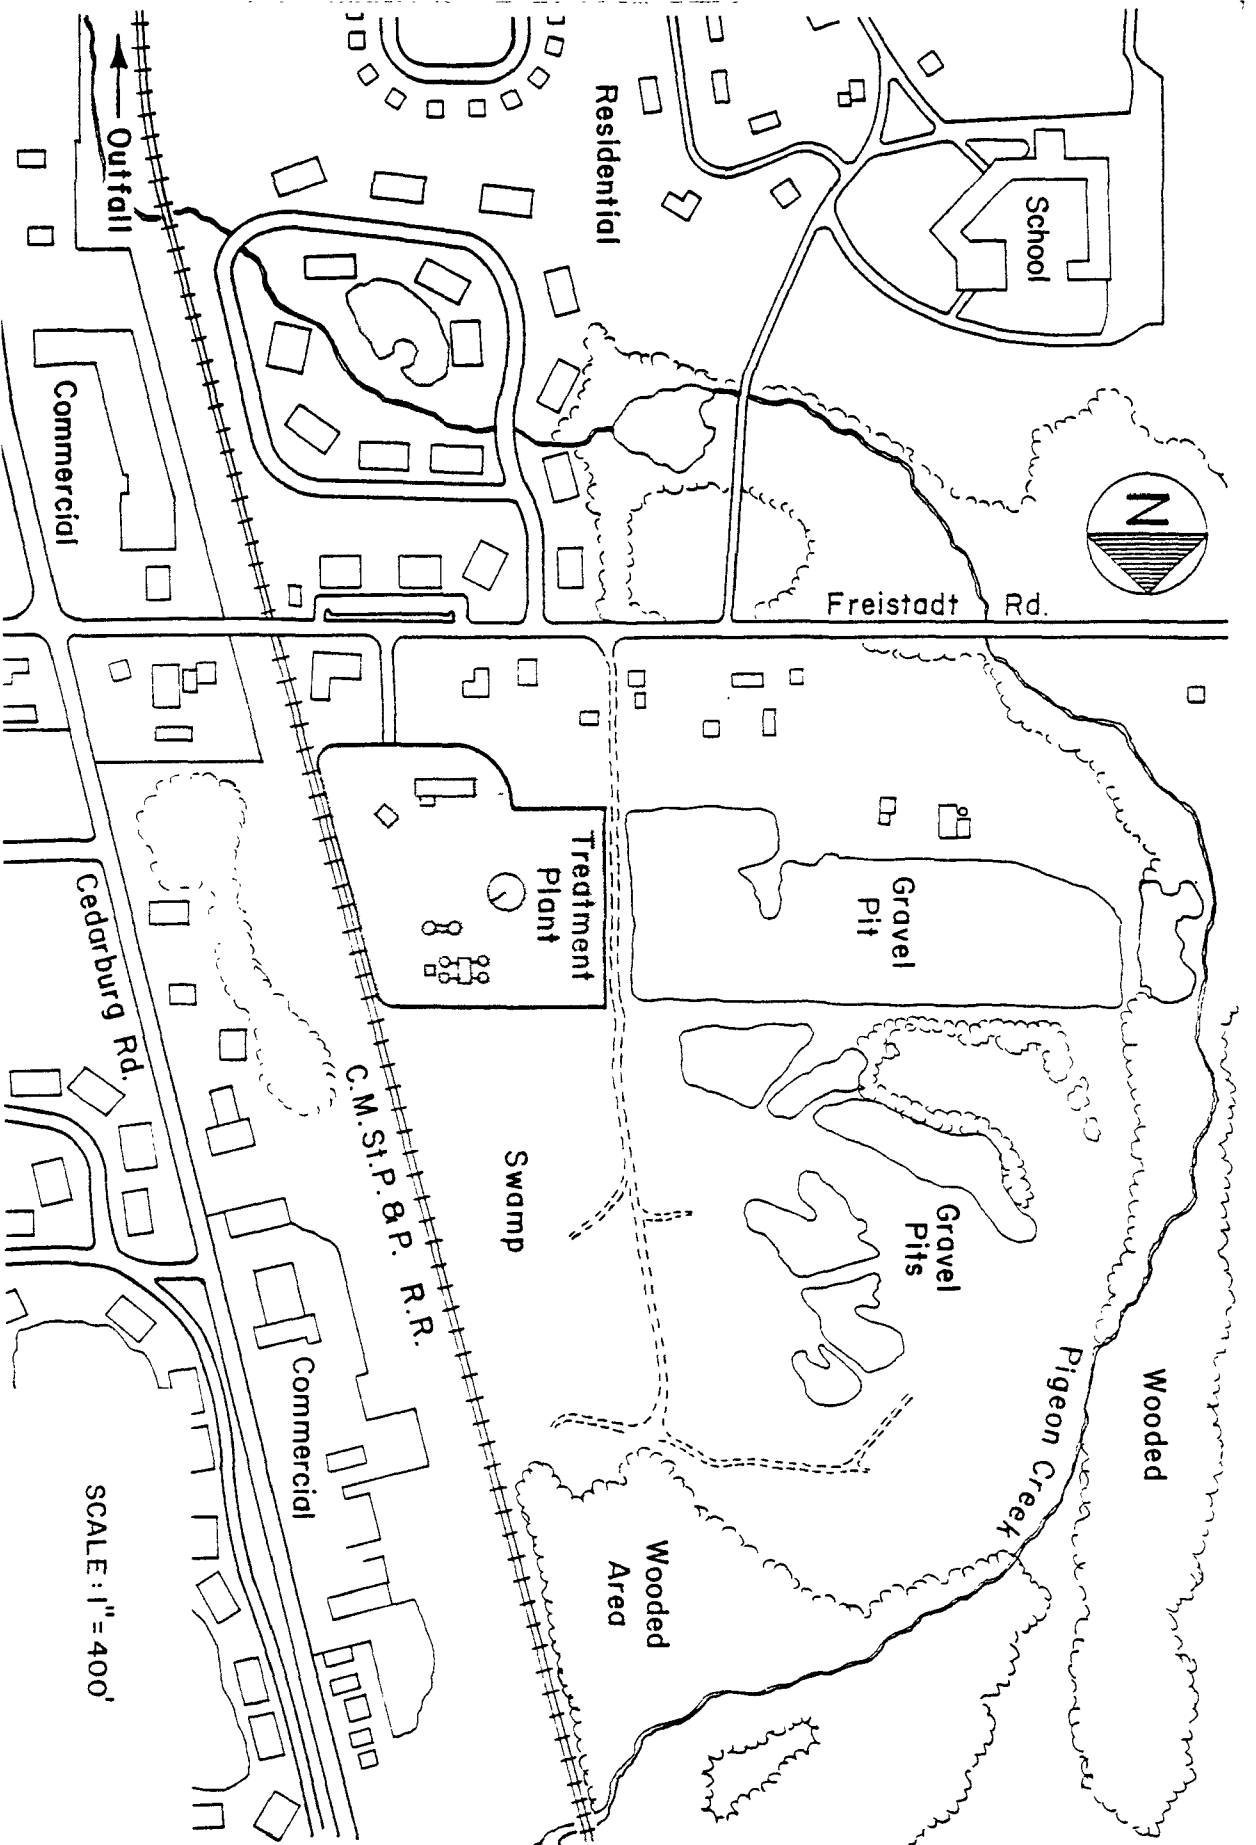 Outfall
Residential
School
Commercial
N
Freistadt Rd.
Treatment
Plant
Gravel
Pit
Cedarburg Rd.
C.M.St.P.&P. R.R.
Swamp
Gravel
Pits
Pigeon Creek
Wooded
Commercial
Wooded
Area
SCALE: 1" = 400'